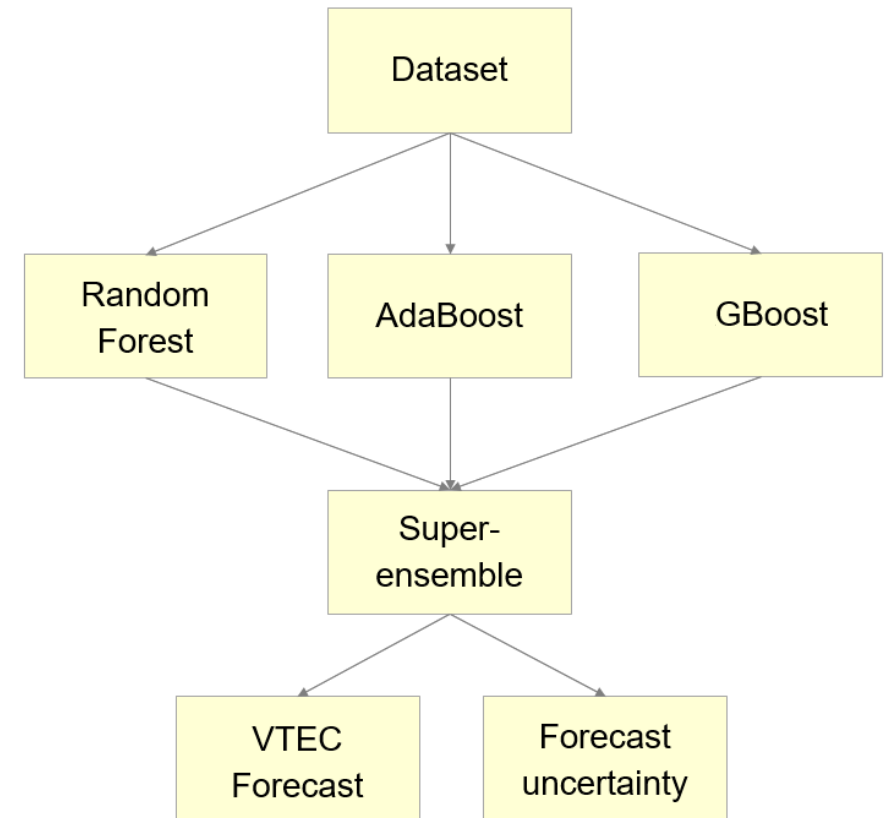 Dataset
Random
Forest
AdaBoost
GBoost
Super-
ensemble
VTEC
Forecast
Forecast
uncertainty